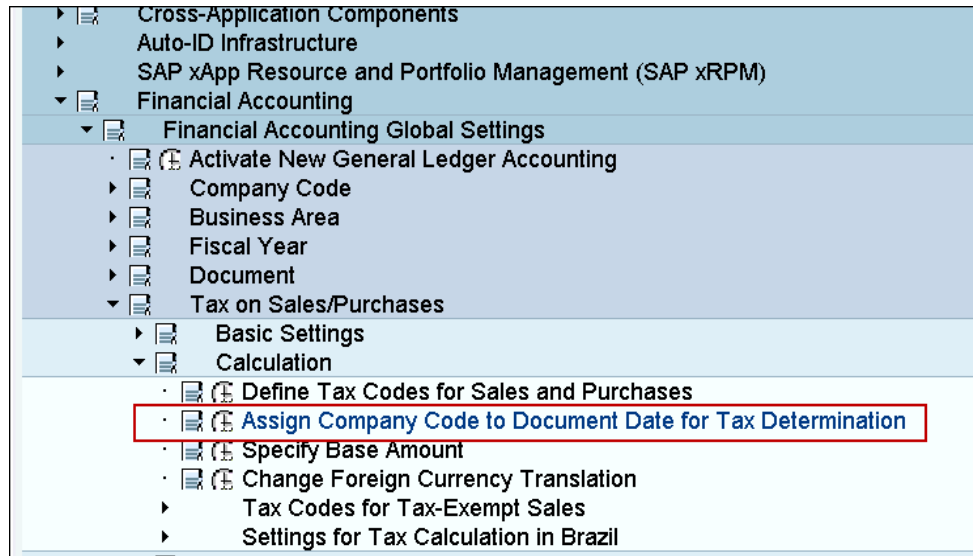 Cross-Application Components
Auto-ID Infrastructure
SAP xApp Resource and Portfolio Management (SAP xRPM)
Financial Accounting
Financial Accounting Global Settings
Activate New General Ledger Accounting
Company Code
Business Area
Fiscal Year
Document
Tax on Sales/Purchases
Basic Settings
Calculation
Define Tax Codes for Sales and Purchases
Assign Company Code to Document Date for Tax Determination
Specify Base Amount
Change Foreign Currency Translation
Tax Codes for Tax-Exempt Sales
Settings for Tax Calculation in Brazil